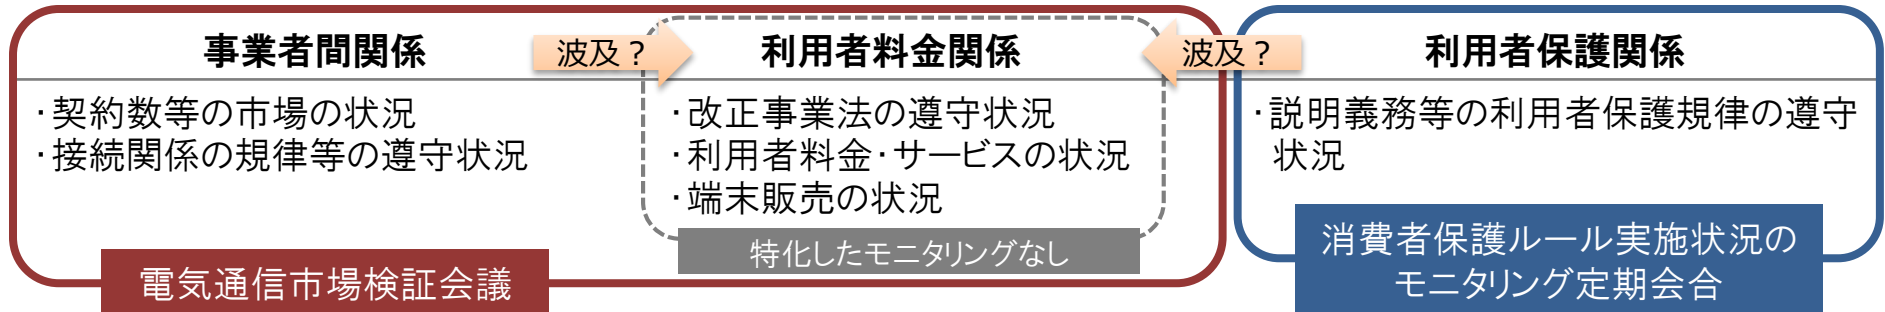 事業者間関係
波及？
利用者料金関係
波及？
利用者保護関係
・契約数等の市場の状況
・接続関係の規律等の遵守状況
・改正事業法の遵守状況
・利用者料金・サービスの状況
・端末販売の状況
・説明義務等の利用者保護規律の遵守
状況
特化したモニタリングなし
電気通信市場検証会議
消費者保護ルール実施状況の
モニタリング定期会合